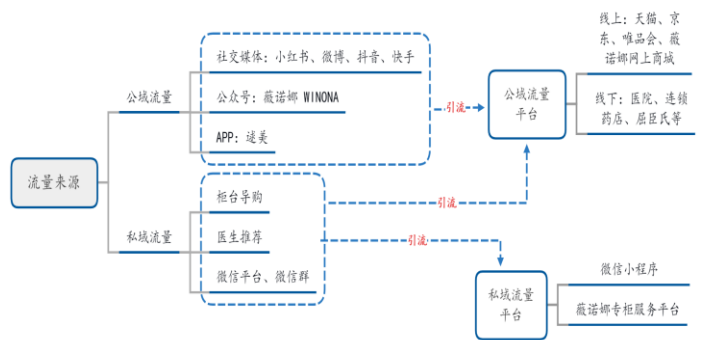 流量来源
公域流量
社交媒体：小红书、微博、抖音、快手
公众号：薇诺娜 WINONA
APP：谜美
私域流量
柜台导购
医生推荐
微信平台、微信群
引流
引流
引流
公域流量
平台
线上：天猫、京
东、唯品会、薇
诺娜网上商城
线下：医院、连锁
药店、屈臣氏等
私域流量
平台
微信小程序
薇诺娜专柜服务平台